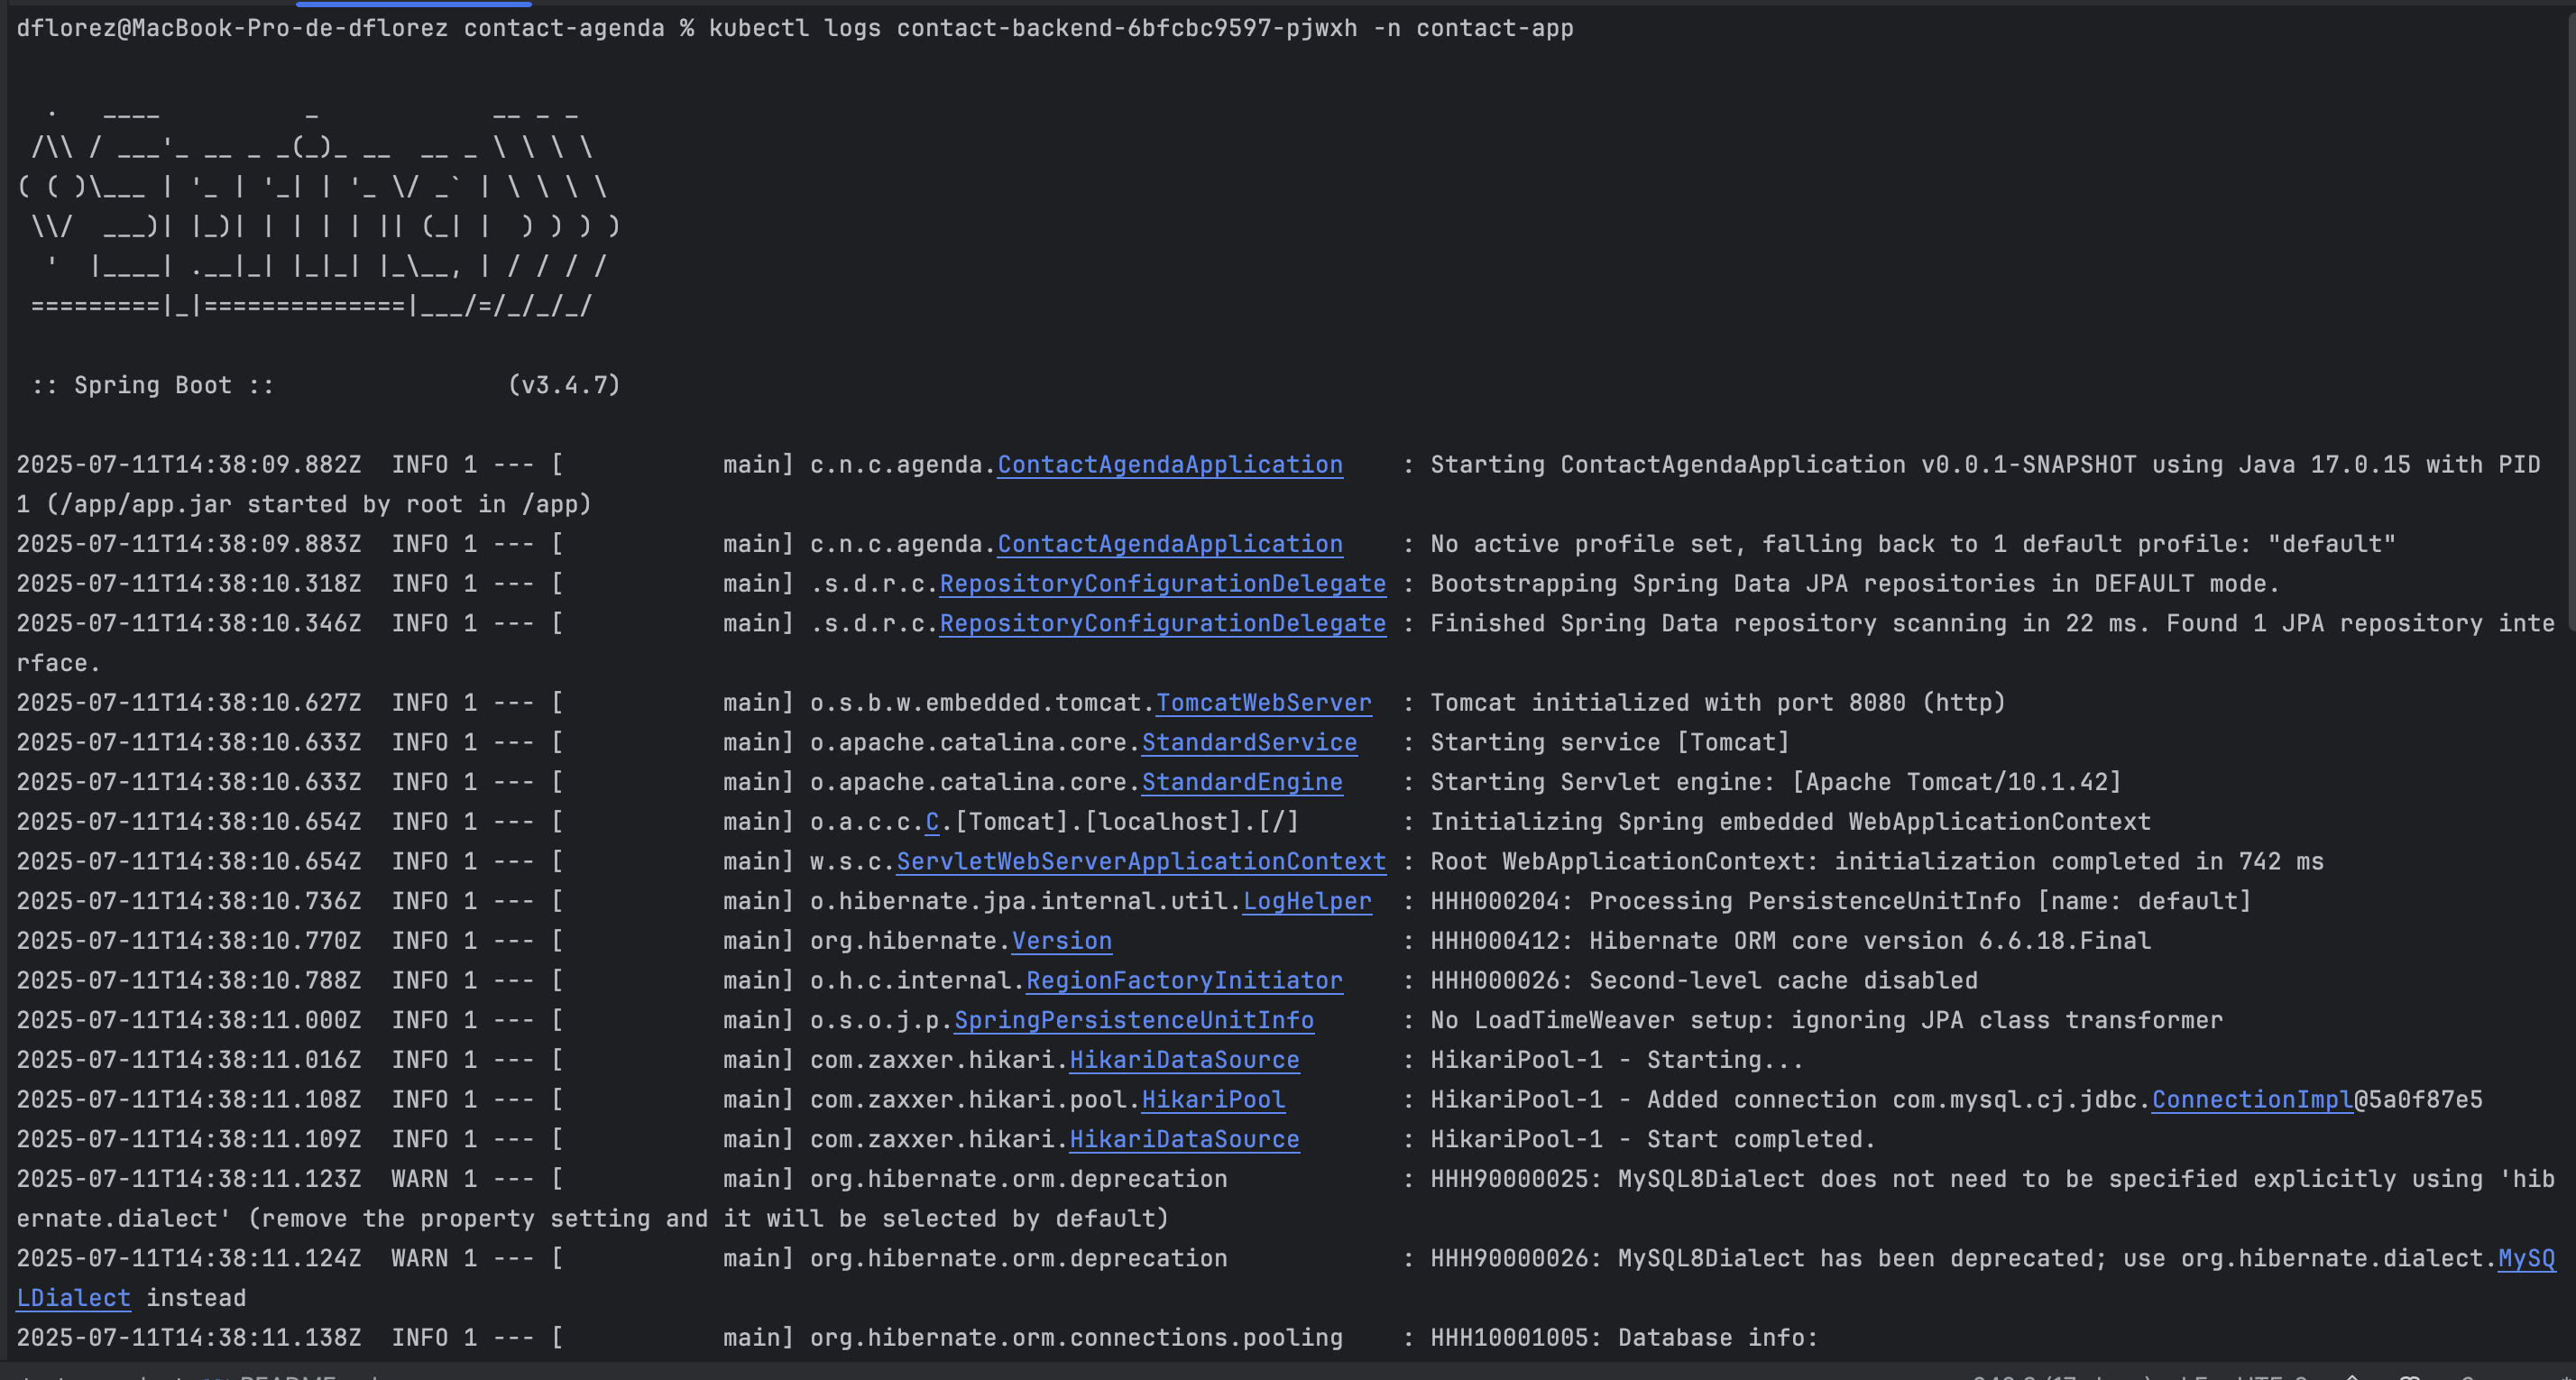 dflorez@MacBook-Pro-de-dflorez contact-agenda % kubectl logs contact-backend-6bfcbc9597-pjwxh -n contact-app
  .   ____          _            __ _ _
 /\\ / ___'_ __ _ _(_)_ __  __ _ \ \ \ \
( ( )\___ | '_ | '_| | '_ \/ _` | \ \ \ \
 \\/  ___)| |_)| | | | | || (_| |  ) ) ) )
  '  |____| .__|_| |_|_| |_\__, | / / / /
 =========|_|==============|___/=/_/_/_/
 :: Spring Boot ::                (v3.4.7)
2025-07-11T14:38:09.882Z  INFO 1 --- [           main] c.n.c.agenda.ContactAgendaApplication    : Starting ContactAgendaApplication v0.0.1-SNAPSHOT using Java 17.0.15 with PID
1 (/app/app.jar started by root in /app)
2025-07-11T14:38:09.883Z  INFO 1 --- [           main] c.n.c.agenda.ContactAgendaApplication    : No active profile set, falling back to 1 default profile: "default"
2025-07-11T14:38:10.318Z  INFO 1 --- [           main] .s.d.r.c.RepositoryConfigurationDelegate : Bootstrapping Spring Data JPA repositories in DEFAULT mode.
2025-07-11T14:38:10.346Z  INFO 1 --- [           main] .s.d.r.c.RepositoryConfigurationDelegate : Finished Spring Data repository scanning in 22 ms. Found 1 JPA repository inte
rface.
2025-07-11T14:38:10.627Z  INFO 1 --- [           main] o.s.b.w.embedded.tomcat.TomcatWebServer  : Tomcat initialized with port 8080 (http)
2025-07-11T14:38:10.633Z  INFO 1 --- [           main] o.apache.catalina.core.StandardService   : Starting service [Tomcat]
2025-07-11T14:38:10.633Z  INFO 1 --- [           main] o.apache.catalina.core.StandardEngine    : Starting Servlet engine: [Apache Tomcat/10.1.42]
2025-07-11T14:38:10.654Z  INFO 1 --- [           main] o.a.c.c.C.[Tomcat].[localhost].[/]       : Initializing Spring embedded WebApplicationContext
2025-07-11T14:38:10.654Z  INFO 1 --- [           main] w.s.c.ServletWebServerApplicationContext : Root WebApplicationContext: initialization completed in 742 ms
2025-07-11T14:38:10.736Z  INFO 1 --- [           main] o.hibernate.jpa.internal.util.LogHelper  : HHH000204: Processing PersistenceUnitInfo [name: default]
2025-07-11T14:38:10.770Z  INFO 1 --- [           main] org.hibernate.Version                    : HHH000412: Hibernate ORM core version 6.6.18.Final
2025-07-11T14:38:10.788Z  INFO 1 --- [           main] o.h.c.internal.RegionFactoryInitiator    : HHH000026: Second-level cache disabled
2025-07-11T14:38:11.000Z  INFO 1 --- [           main] o.s.o.j.p.SpringPersistenceUnitInfo      : No LoadTimeWeaver setup: ignoring JPA class transformer
2025-07-11T14:38:11.016Z  INFO 1 --- [           main] com.zaxxer.hikari.HikariDataSource       : HikariPool-1 - Starting...
2025-07-11T14:38:11.108Z  INFO 1 --- [           main] com.zaxxer.hikari.pool.HikariPool        : HikariPool-1 - Added connection com.mysql.cj.jdbc.ConnectionImpl@5a0f87e5
2025-07-11T14:38:11.109Z  INFO 1 --- [           main] com.zaxxer.hikari.HikariDataSource       : HikariPool-1 - Start completed.
2025-07-11T14:38:11.123Z  WARN 1 --- [           main] org.hibernate.orm.deprecation            : HHH90000025: MySQL8Dialect does not need to be specified explicitly using 'hib
ernate.dialect' (remove the property setting and it will be selected by default)
2025-07-11T14:38:11.124Z  WARN 1 --- [           main] org.hibernate.orm.deprecation            : HHH90000026: MySQL8Dialect has been deprecated; use org.hibernate.dialect.MySQ
LDialect instead
2025-07-11T14:38:11.138Z  INFO 1 --- [           main] org.hibernate.orm.connections.pooling    : HHH10001005: Database info: